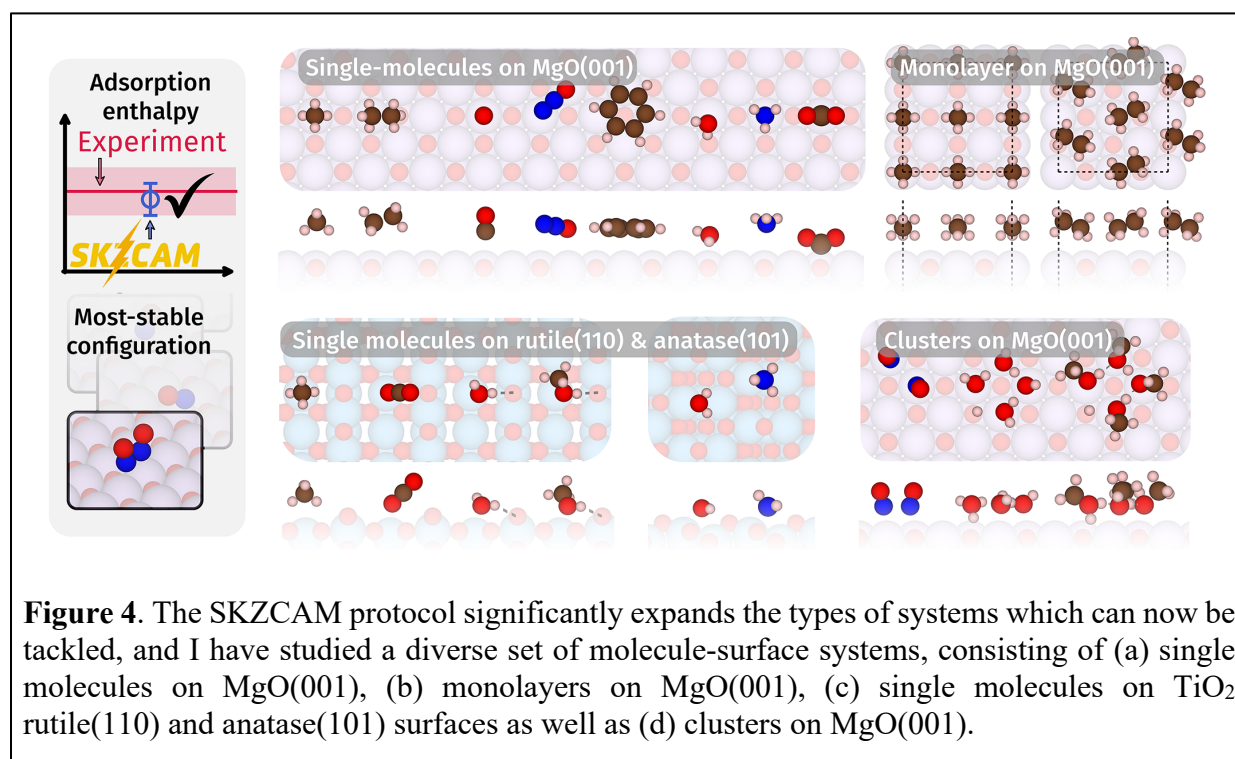 Adsorption
enthalpy
Experiment
SKZCAM
Most-stable
configuration
Single-molecules on MgO(001)
Monolayer on MgO(001)
Single molecules on rutile(110) & anatase(101)
Clusters on MgO(001)
Figure 4. The SKZCAM protocol significantly expands the types of systems which can now be
tackled, and I have studied a diverse set of molecule-surface systems, consisting of (a) single
molecules on MgO(001), (b) monolayers on MgO(001), (c) single molecules on TiO₂
rutile(110) and anatase(101) surfaces as well as (d) clusters on MgO(001).